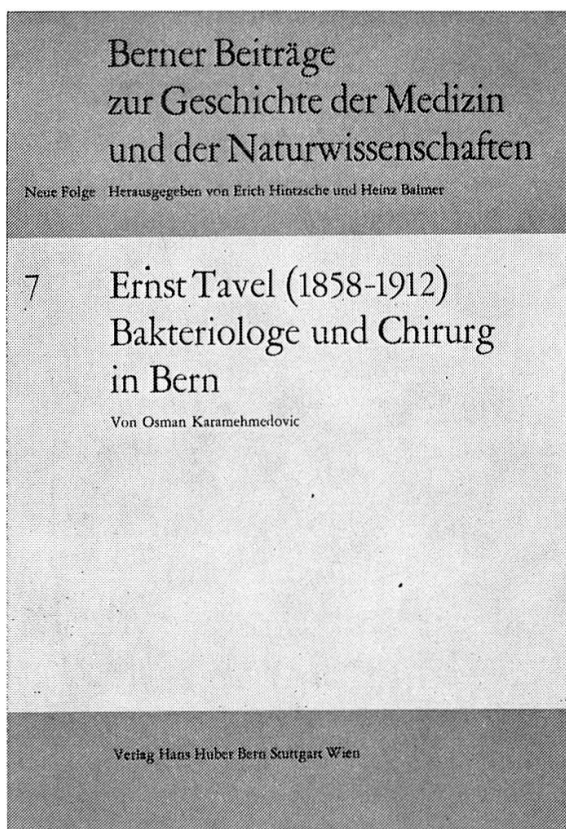 Berner Beiträge
zur Geschichte der Medizin
und der Naturwissenschaften
Neue Folge Herausgegeben von Erich Hintzsche und Heinz Balmer
7 Ernst Tavel (1858-1912)
Bakteriologe und Chirurg
in Bern
Von Osman Karamehmedovic
Verlag Hans Huber Bern Stuttgart Wien